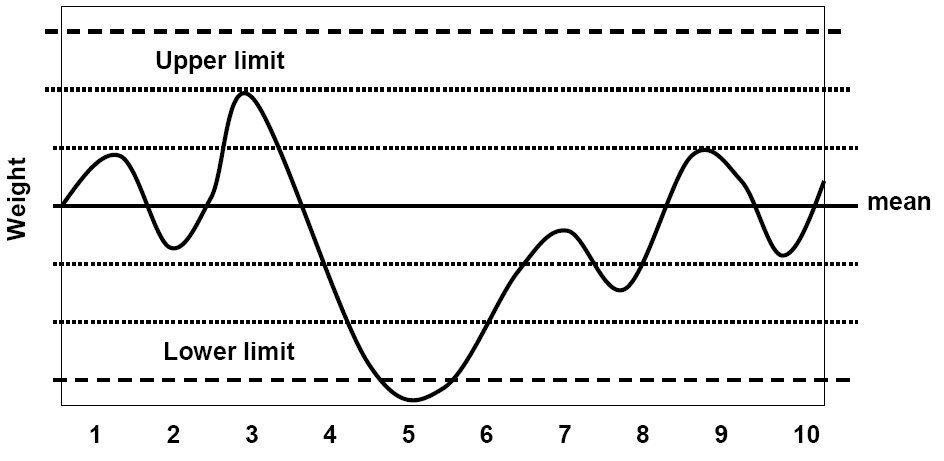 Upper limit
Weight
mean
Lower limit
1 2 3 4 5 6 7 8 9 10